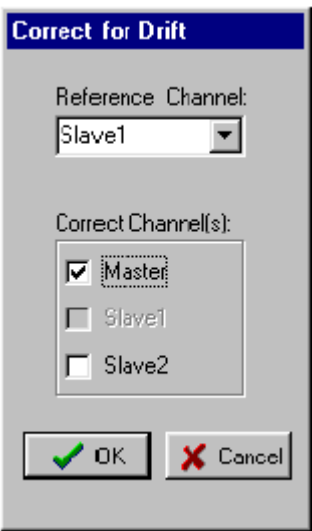 Correct for Drift
Reference Channel:
Slave1
Correct Channel(s):
Master
Slave1
Slave2
OK
Cancel